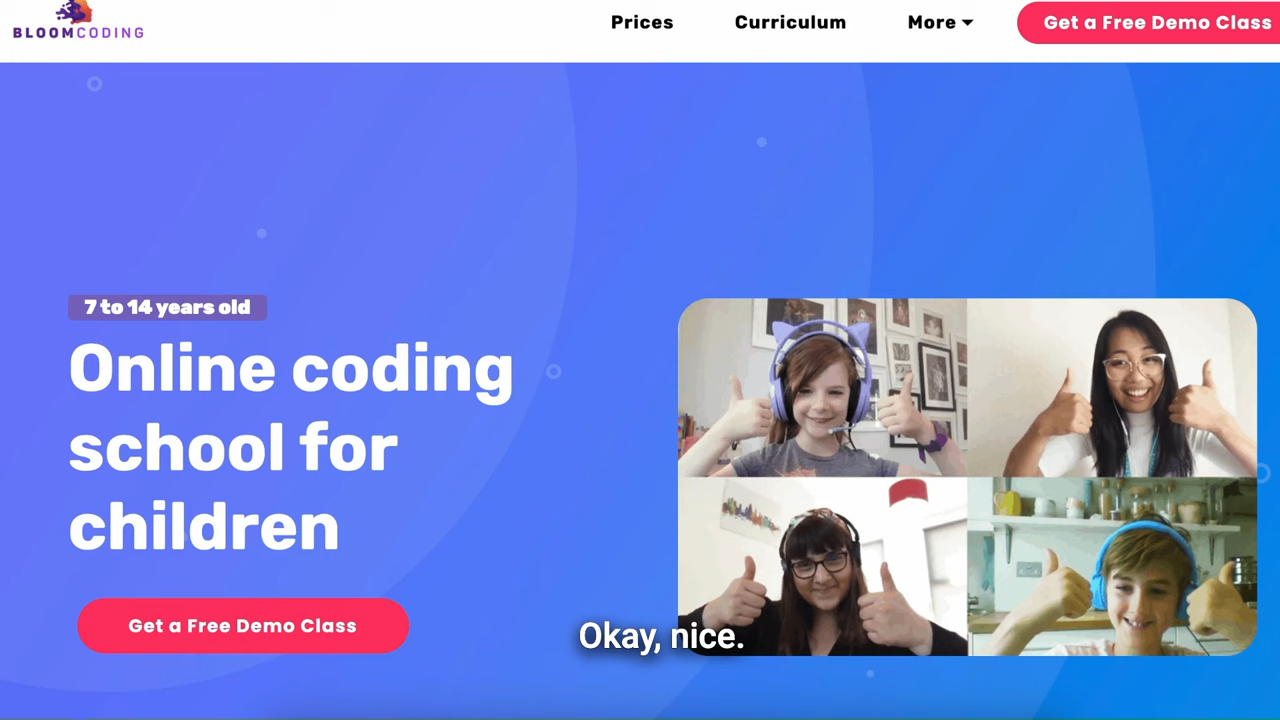 BLOOMCODING
Prices
Curriculum
More
Get a Free Demo Class
7 to 14 years old
Online coding
school for
children
Get a Free Demo Class
Okay, nice.